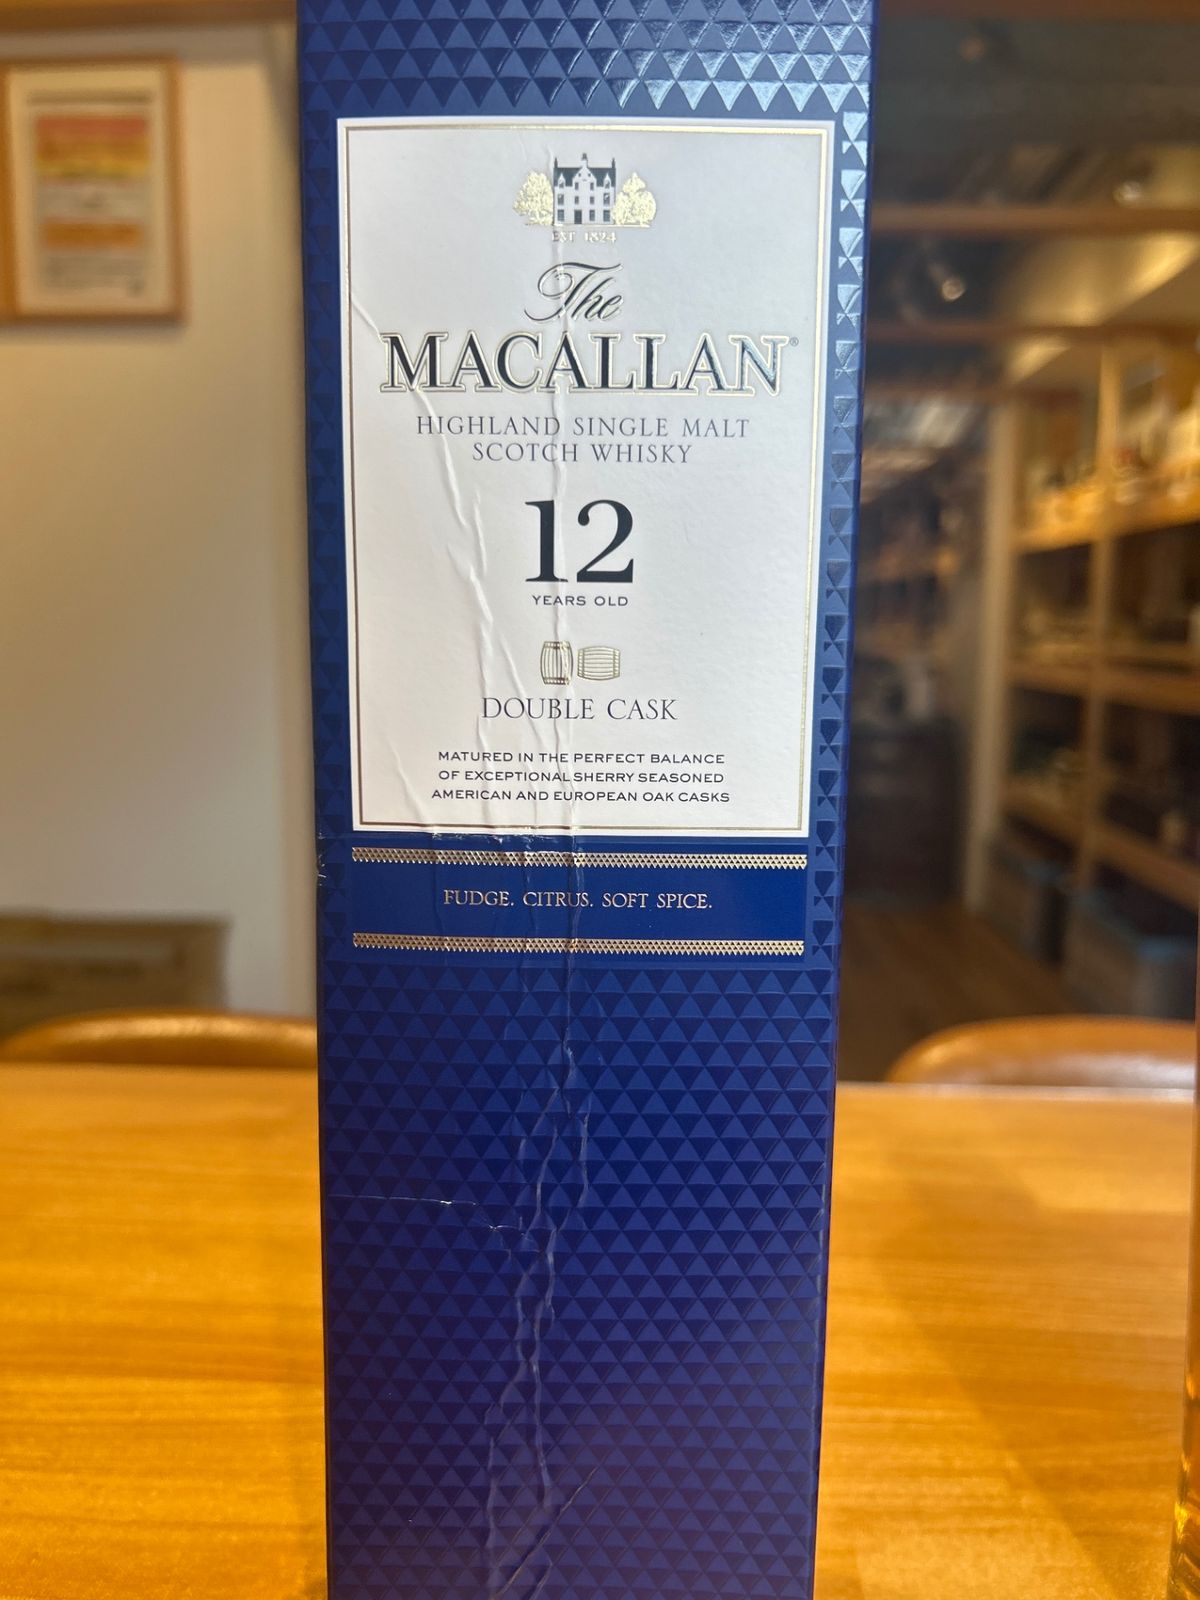 EST 1824
The
MACALLAN®
HIGHLAND SINGLE MALT
SCOTCH WHISKY
12
YEARS OLD
DOUBLE CASK
MATURED IN THE PERFECT BALANCE
OF EXCEPTIONAL SHERRY SEASONED
AMERICAN AND EUROPEAN OAK CASKS
FUDGE. CITRUS. SOFT SPICE.